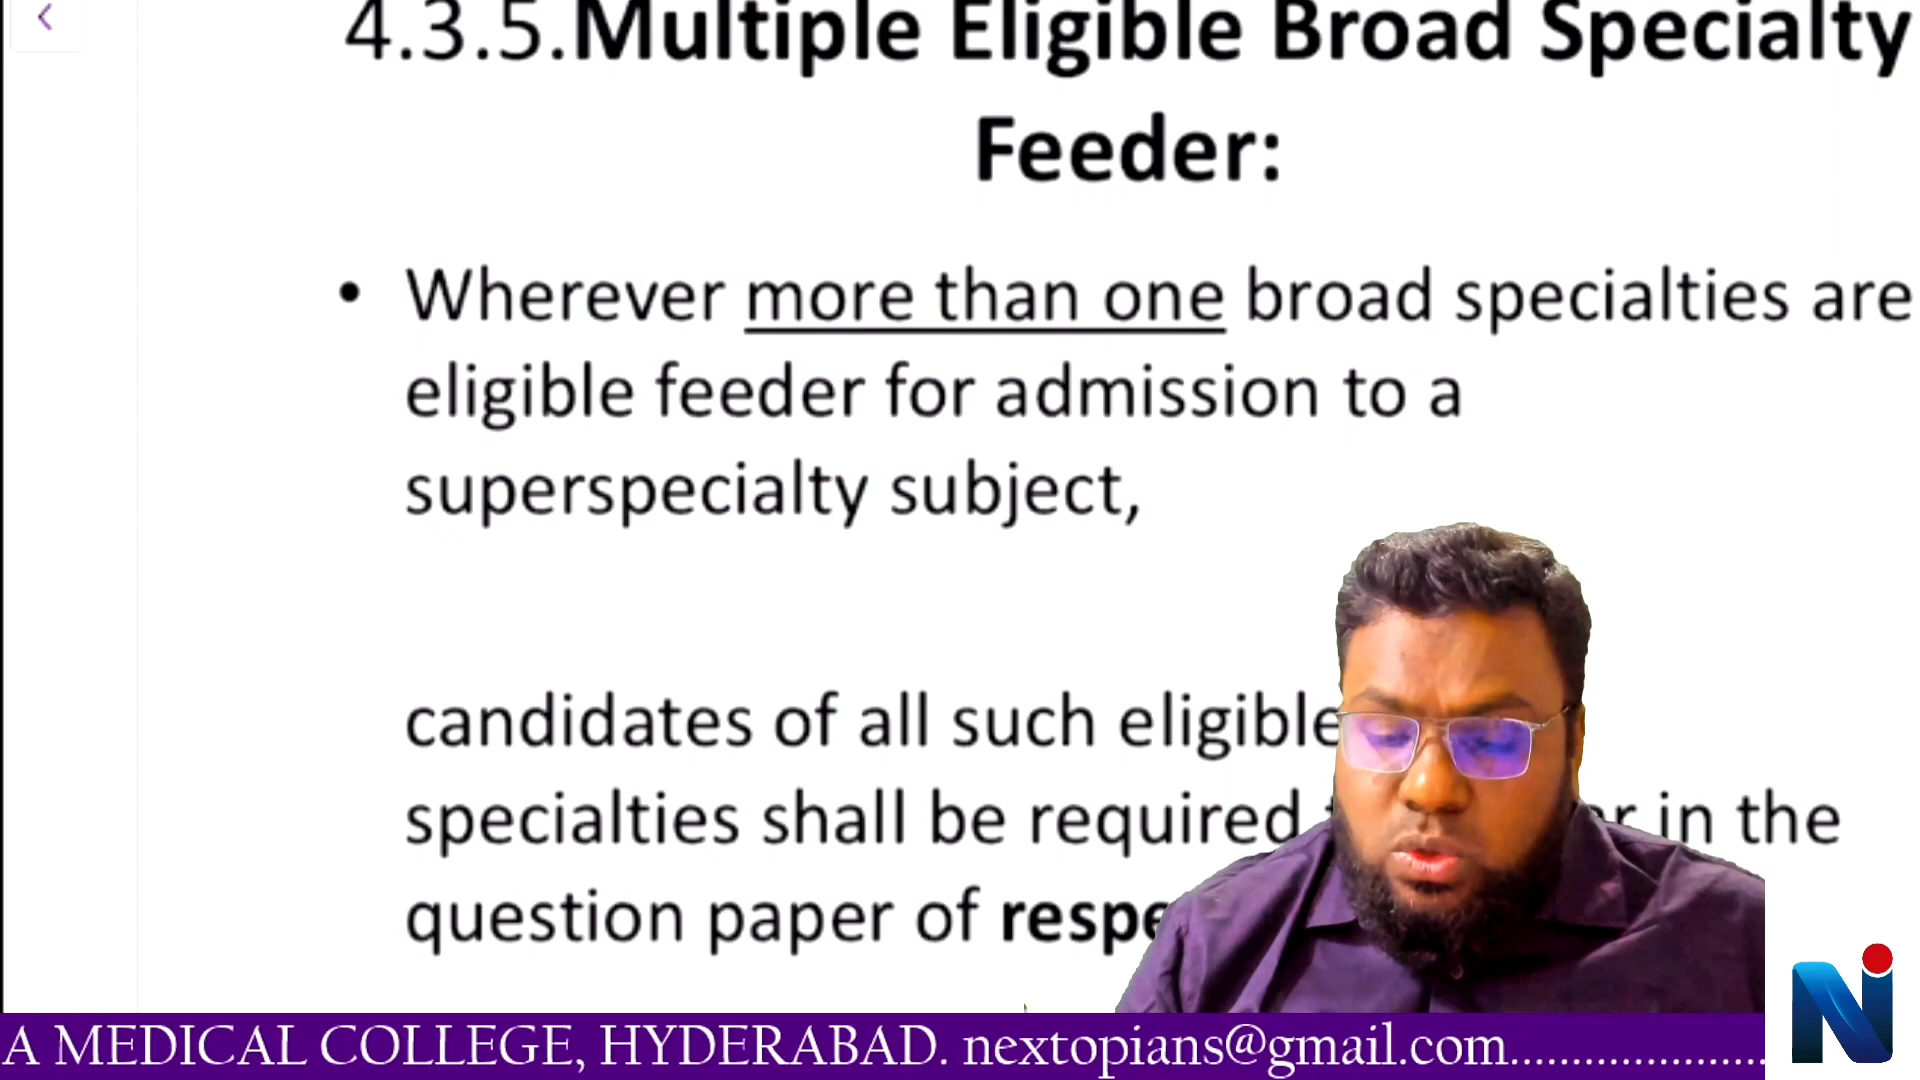 4.3.5.Multiple Eligible Broad Specialty
Feeder:
• Wherever more than one broad specialties are
eligible feeder for admission to a
superspecialty subject,
candidates of all such eligible
specialties shall be required in the
question paper of
A MEDICAL COLLEGE, HYDERABAD. nextopians@gmail.com.....................